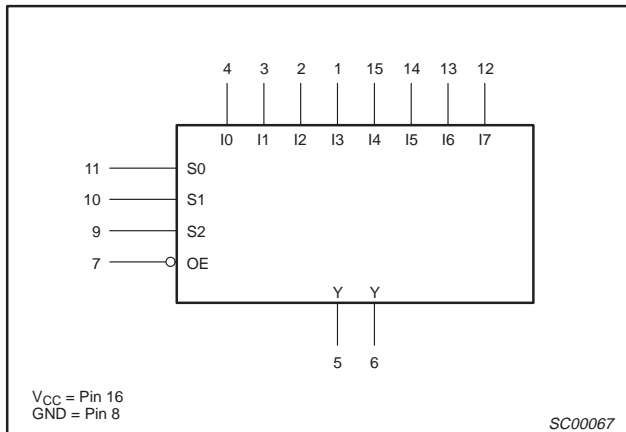 4 3 2 1 15 14 13 12
I0 I1 I2 I3 I4 I5 I6 I7
11 S0
10 S1
9 S2
7 OE
Y Y
5 6
VCC = Pin 16
GND = Pin 8
SC00067